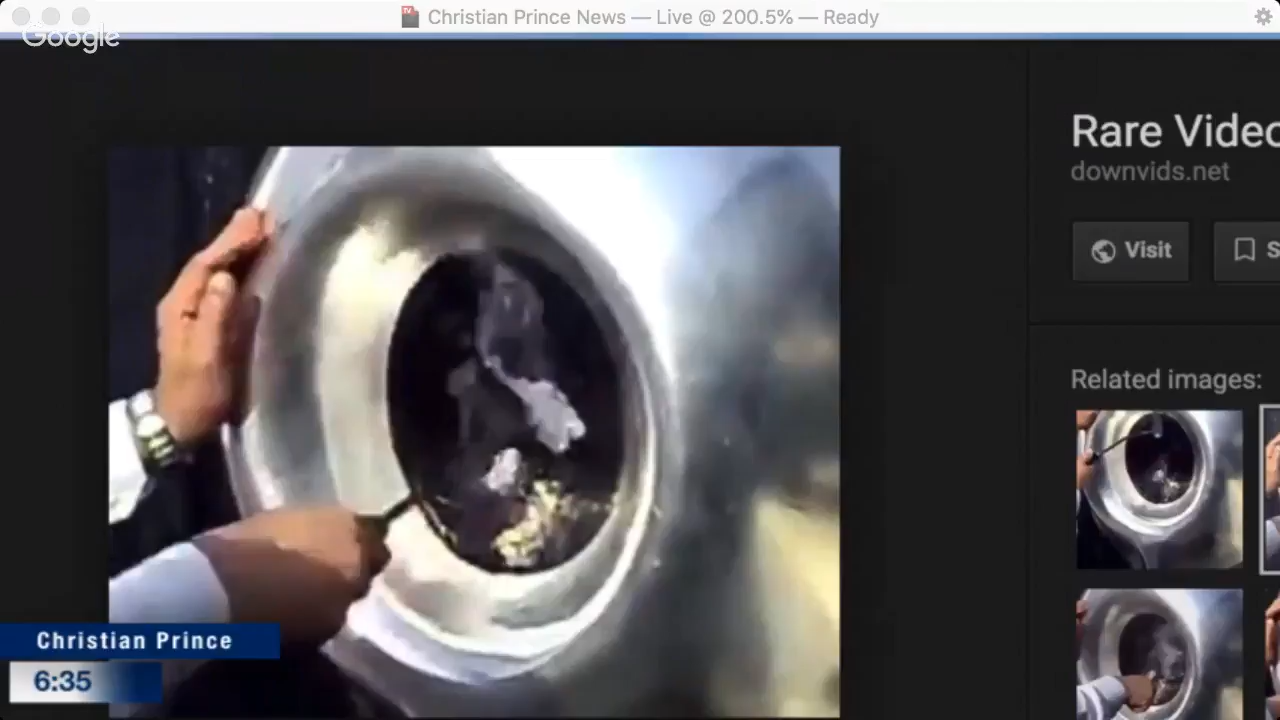 Christian Prince News — Live @ 200.5% — Ready
Google
Rare Video
downvids.net
Visit
S
Related images:
Christian Prince
6:35